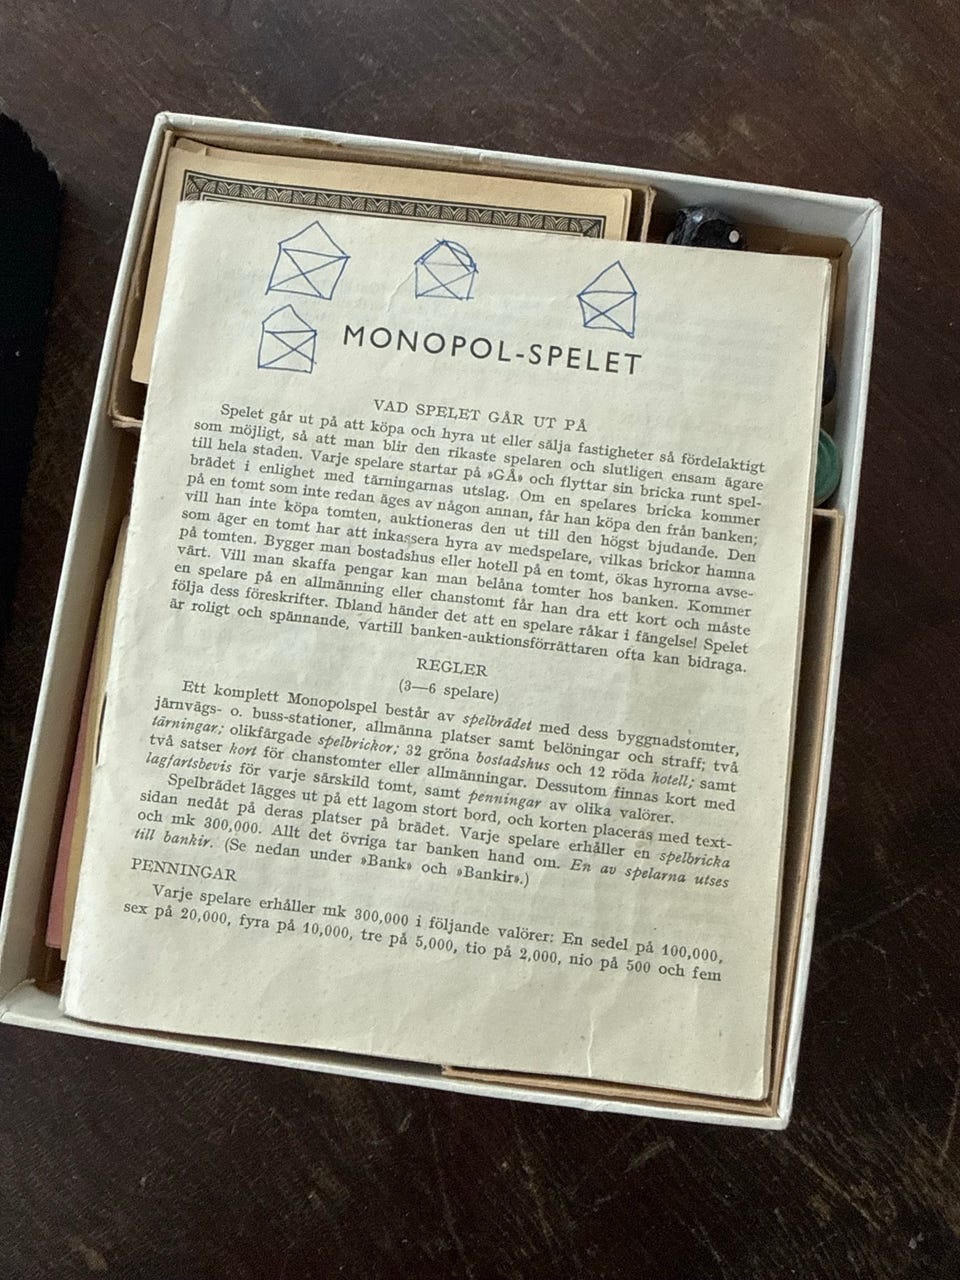 MONOPOL-SPELET
VAD SPELET GÅR UT PÅ
Spelet går ut på att köpa och hyra ut eller sälja fastigheter så fördelaktigt
som möjligt, så att man blir den rikaste spelaren och slutligen ensam ägare
till hela staden. Varje spelare startar på »GÅ» och flyttar sin bricka runt spel-
brädet i enlighet med tärningarnas utslag. Om en spelares bricka kommer
på en tomt som inte redan äges av någon annan, får han köpa den från banken;
vill han inte köpa tomten, auktioneras den ut till den högst bjudande. Den
som äger en tomt har att inkassera hyra av medspelare, vilkas brickor hamna
på tomten. Bygger man bostadshus eller hotell på en tomt, ökas hyrorna avse-
värt. Vill man skaffa pengar kan man belåna tomter hos banken. Kommer
en spelare på en allmänning eller chanstomt får han dra ett kort och måste
följa dess föreskrifter. Ibland händer det att en spelare råkar i fängelse! Spelet
är roligt och spännande, vartill banken-auktionsförrättaren ofta kan bidraga.
REGLER
(3—6 spelare)
Ett komplett Monopolspel består av spelbrädet med dess byggnadstomter,
järnvägs- o. buss-stationer, allmänna platser samt belöningar och straff; två
tärningar; olikfärgade spelbrickor; 32 gröna bostadshus och 12 röda hotell; samt
två satser kort för chanstomter eller allmänningar. Dessutom finnas kort med
lagfartsbevis för varje särskild tomt, samt penningar av olika valörer.
Spelbrädet lägges ut på ett lagom stort bord, och korten placeras med text-
sidan nedåt på deras platser på brädet. Varje spelare erhåller en spelbricka
och mk 300,000. Allt det övriga tar banken hand om. En av spelarna utses
till bankir. (Se nedan under »Bank» och »Bankir».)
PENNINGAR
Varje spelare erhåller mk 300,000 i följande valörer: En sedel på 100,000,
sex på 20,000, fyra på 10,000, tre på 5,000, tio på 2,000, nio på 500 och fem